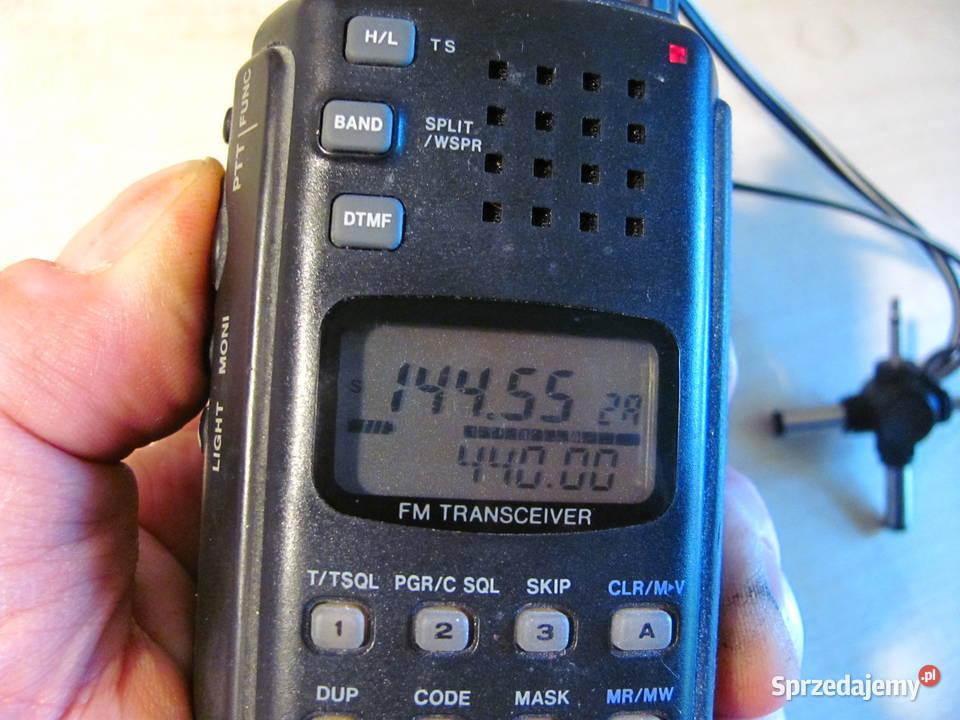 H/L TS
BAND SPLIT
/WSPR
DTMF
PTT/FUNC
MONI
LIGHT
S 144.55 2A
440.00
FM TRANSCEIVER
T/TSQL PGR/C SQL SKIP CLR/M▶V
1 2 3 A
DUP CODE MASK MR/MW
Sprzedajemy.pl